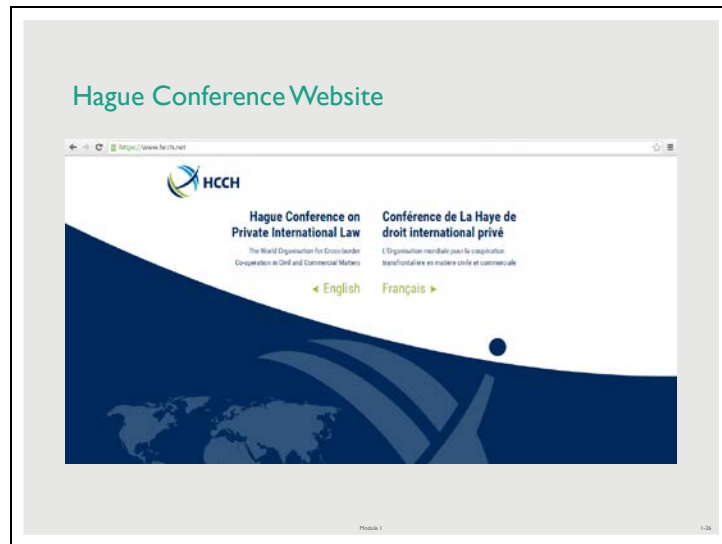 Hague Conference Website
https://www.hcch.net
HCCH
Hague Conference on
Private International Law
The World Organisation for Cross-border
Co-operation in Civil and Commercial Matters
English
Conférence de La Haye de
droit international privé
L'Organisation mondiale pour la coopération
transfrontalière en matière civile et commerciale
Français
Module 1
1-26